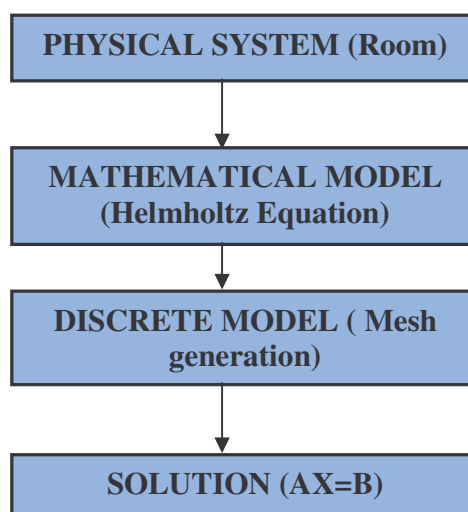 PHYSICAL SYSTEM (Room)
MATHEMATICAL MODEL
(Helmholtz Equation)
DISCRETE MODEL ( Mesh
generation)
SOLUTION (AX=B)